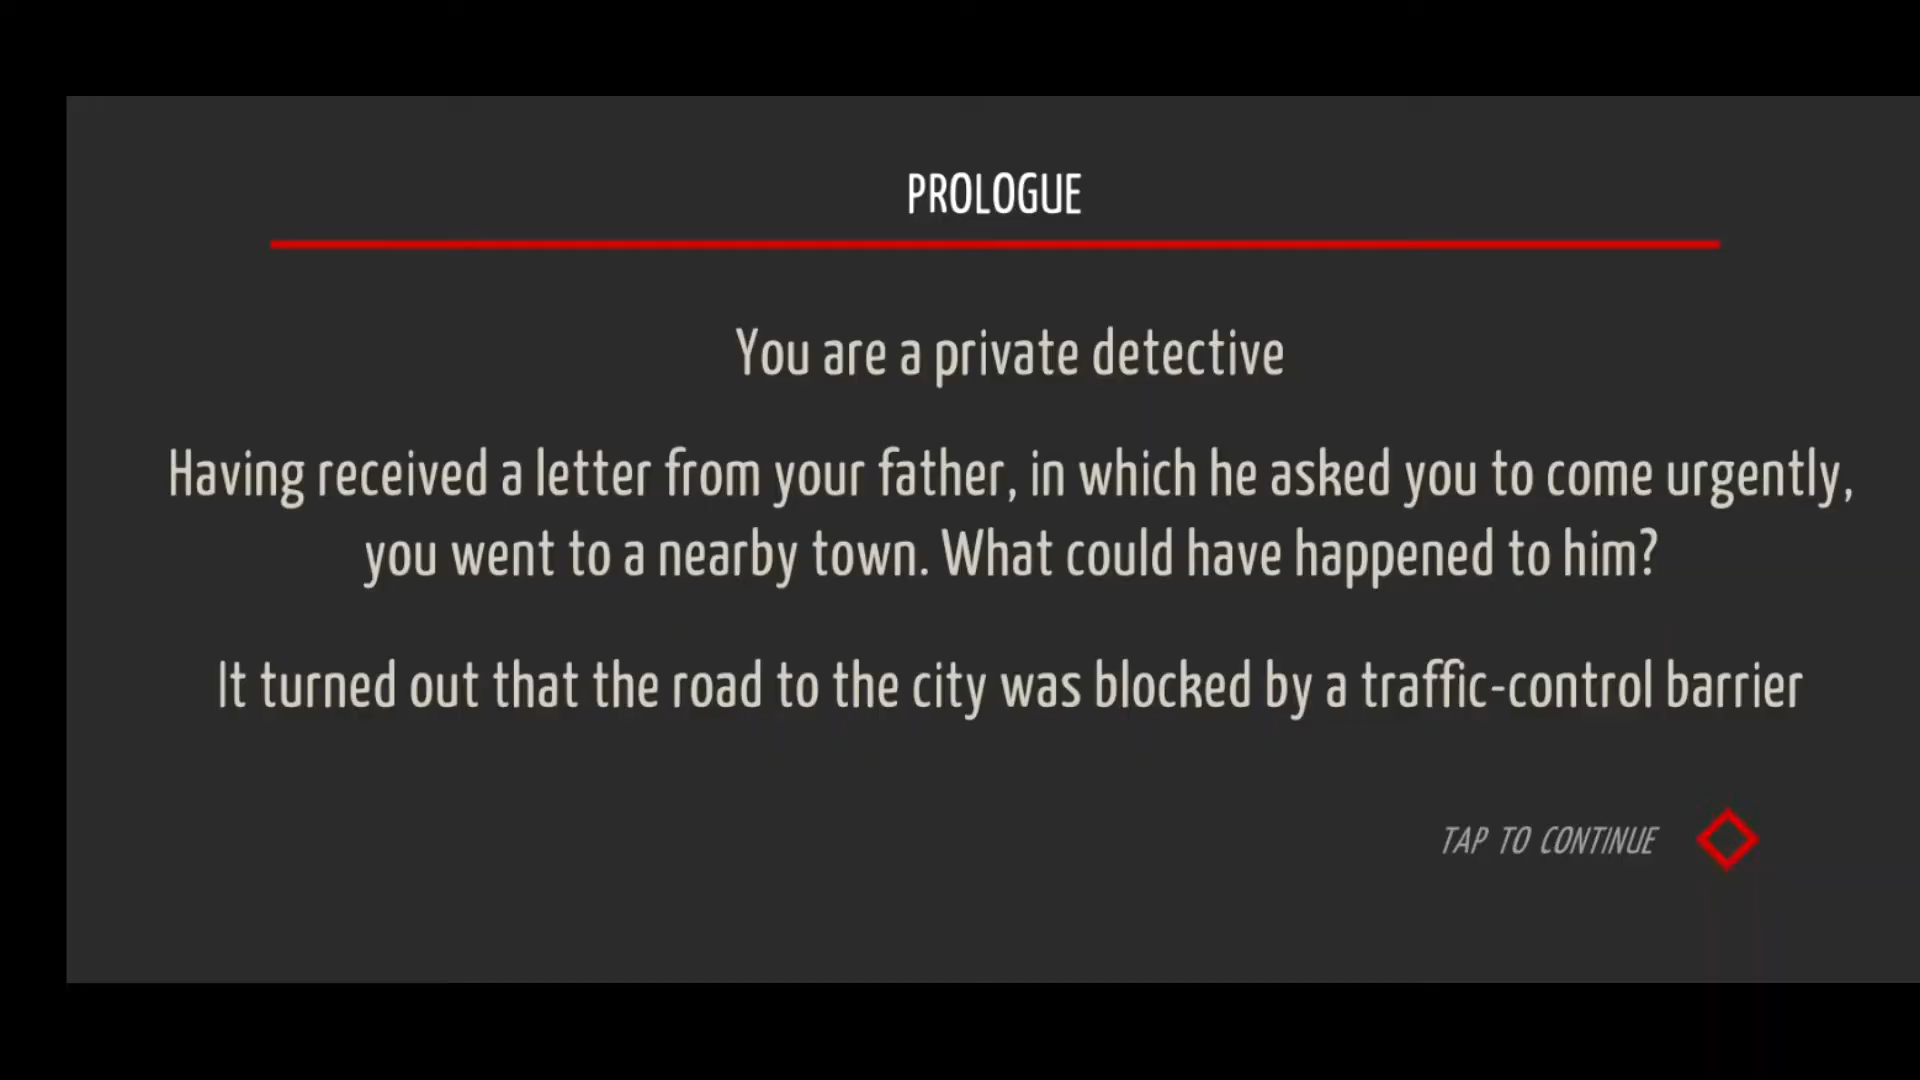 PROLOGUE
You are a private detective
Having received a letter from your father, in which he asked you to come urgently,
you went to a nearby town. What could have happened to him?
It turned out that the road to the city was blocked by a traffic-control barrier
TAP TO CONTINUE